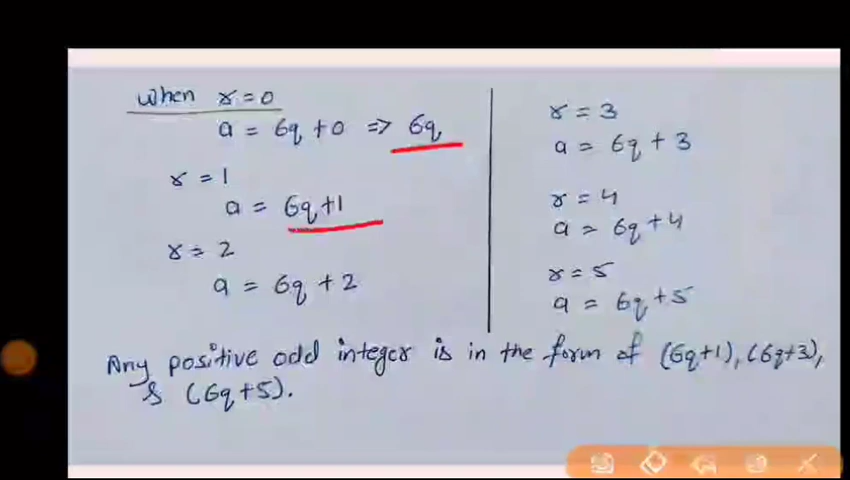 When r=0
a = 6q+0 => 6q
r = 1
a = 6q+1
r = 2
a = 6q + 2
r = 3
a = 6q + 3
r = 4
a = 6q+4
r = 5
a = 6q+5
Any positive odd integer is in the form of (6q+1), (6q+3),
& (6q+5).